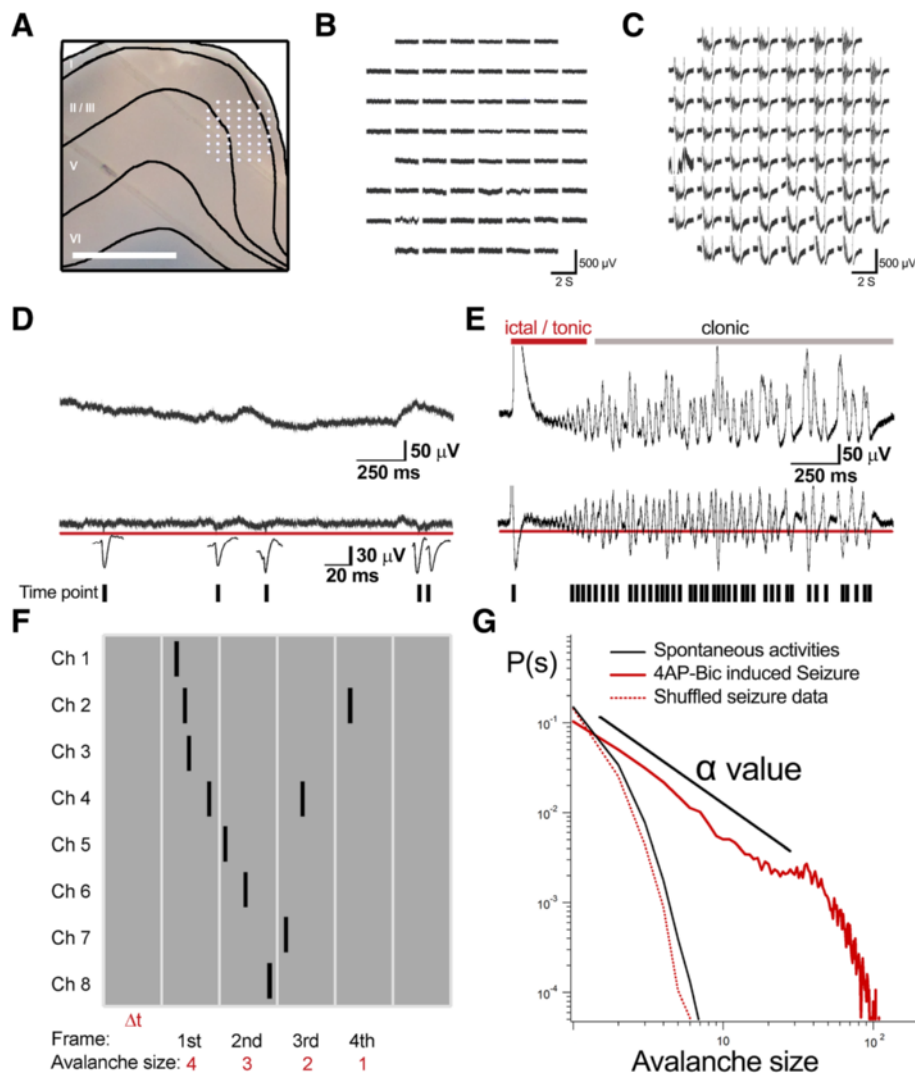 A
I
II / III
V
VI
B
500 µV
2 S
C
500 µV
2 S
D
50 µV
250 ms
30 µV
20 ms
Time point
E
ictal / tonic
clonic
50 µV
250 ms
F
Ch 1
Ch 2
Ch 3
Ch 4
Ch 5
Ch 6
Ch 7
Ch 8
Δt
Frame: 1st 2nd 3rd 4th
Avalanche size: 4 3 2 1
G
P(s)
Spontaneous activities
4AP-Bic induced Seizure
Shuffled seizure data
α value
10⁻¹
10⁻²
10⁻³
10⁻⁴
10
10²
Avalanche size